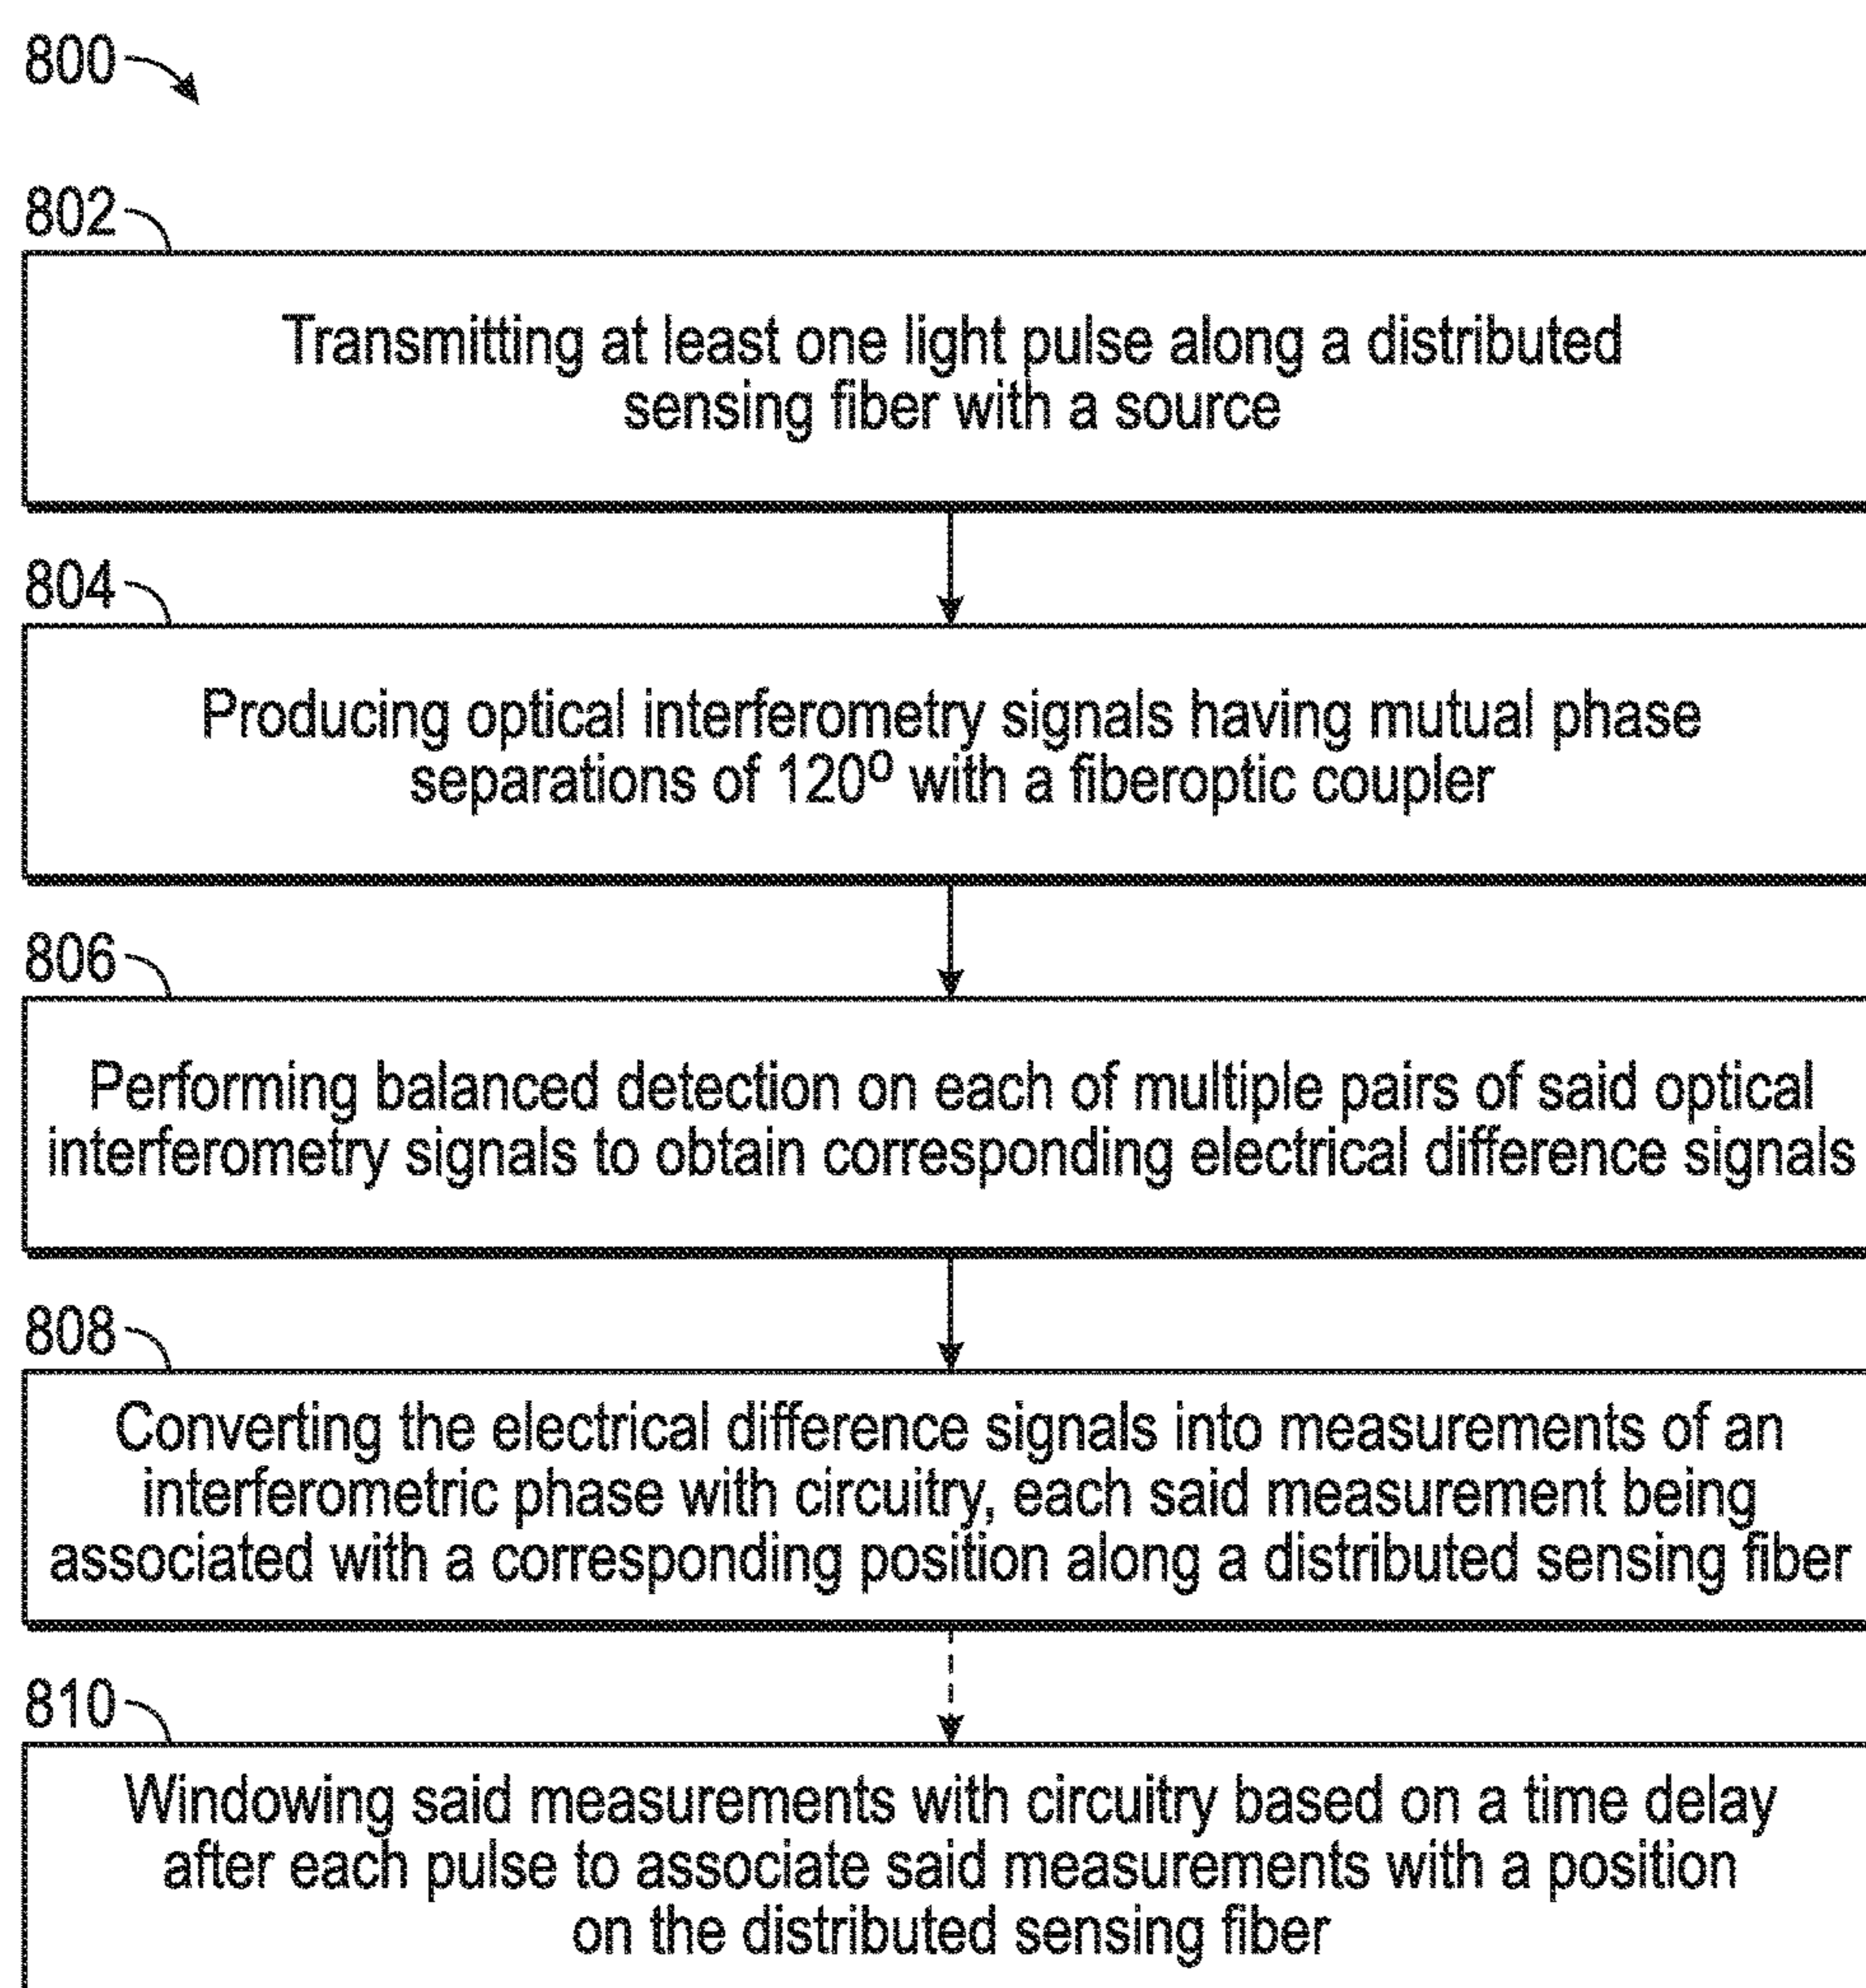 800
802
Transmitting at least one light pulse along a distributed
sensing fiber with a source
804
Producing optical interferometry signals having mutual phase
separations of 120º with a fiberoptic coupler
806
Performing balanced detection on each of multiple pairs of said optical
interferometry signals to obtain corresponding electrical difference signals
808
Converting the electrical difference signals into measurements of an
interferometric phase with circuitry, each said measurement being
associated with a corresponding position along a distributed sensing fiber
810
Windowing said measurements with circuitry based on a time delay
after each pulse to associate said measurements with a position
on the distributed sensing fiber